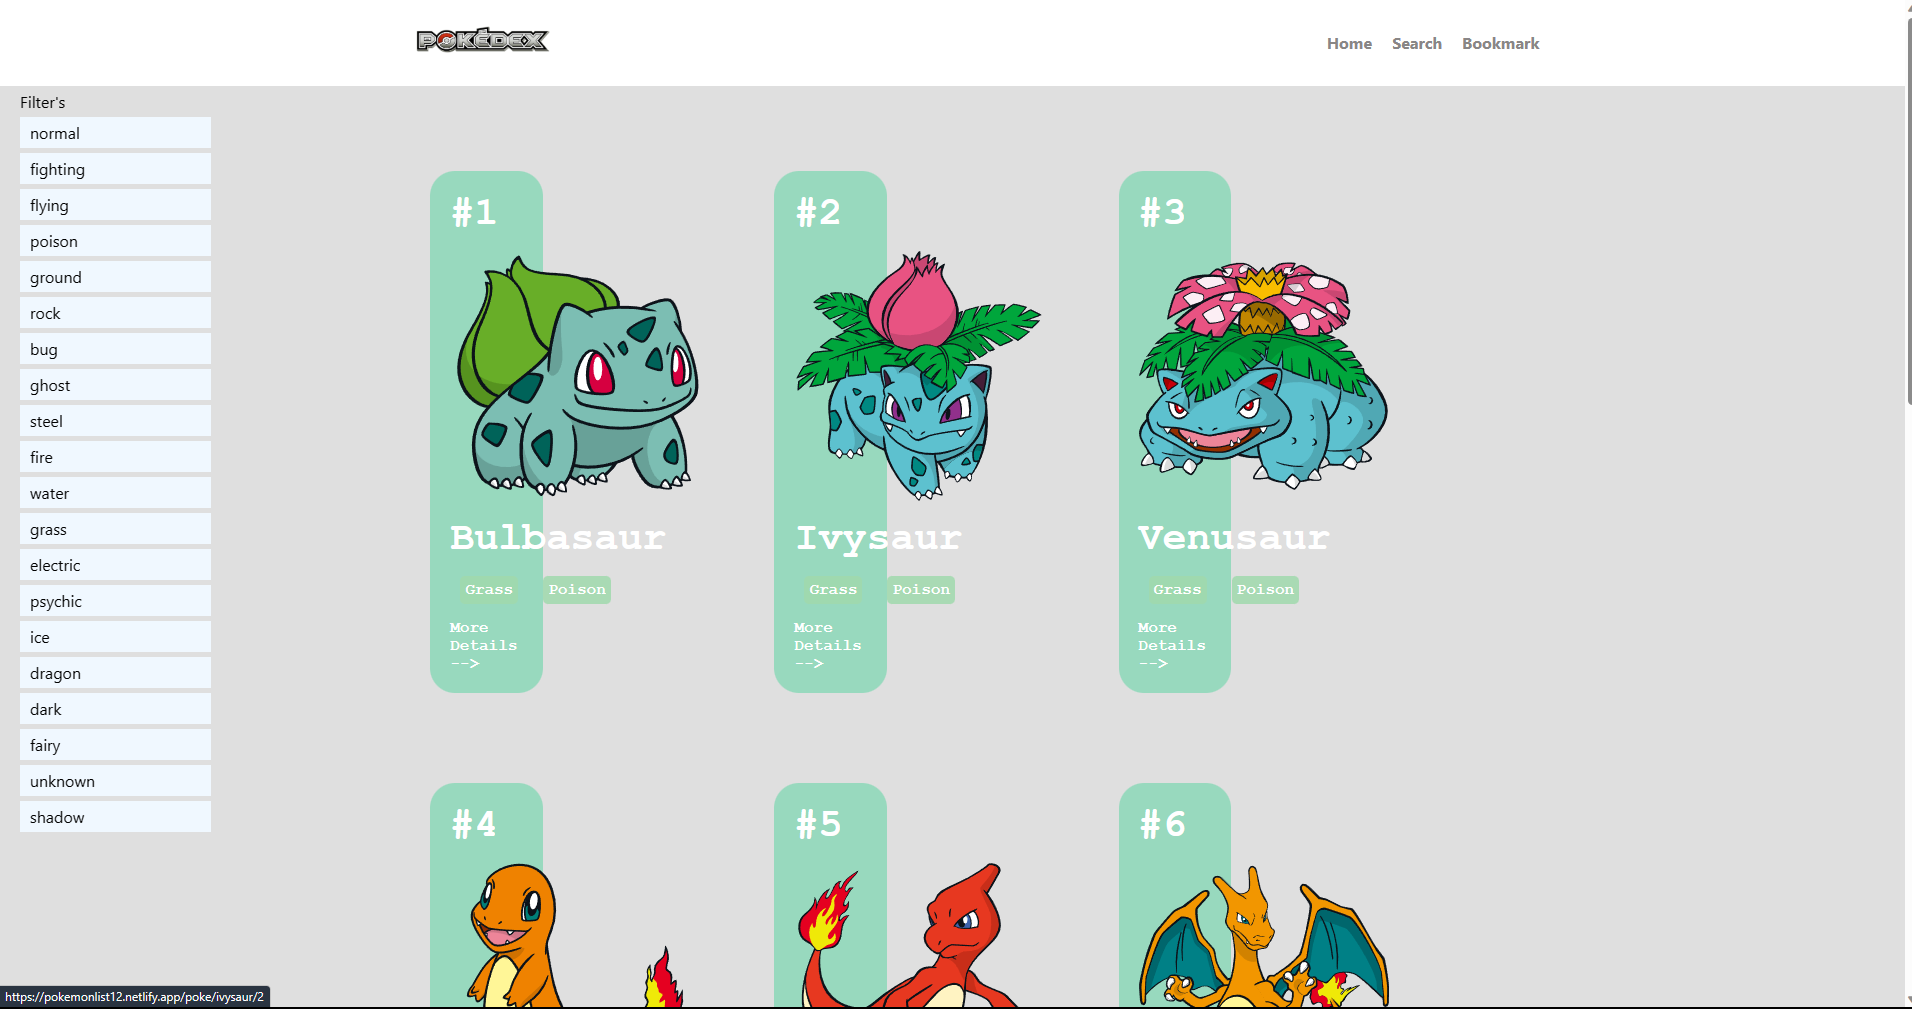 POKÉDEX
Home Search Bookmark
Filter's
normal
fighting
flying
poison
ground
rock
bug
ghost
steel
fire
water
grass
electric
psychic
ice
dragon
dark
fairy
unknown
shadow
#1
Bulbasaur
Grass Poison
More
Details
-->
#2
Ivysaur
Grass Poison
More
Details
-->
#3
Venusaur
Grass Poison
More
Details
-->
#4
#5
#6
https://pokemonlist12.netlify.app/poke/ivysaur/2